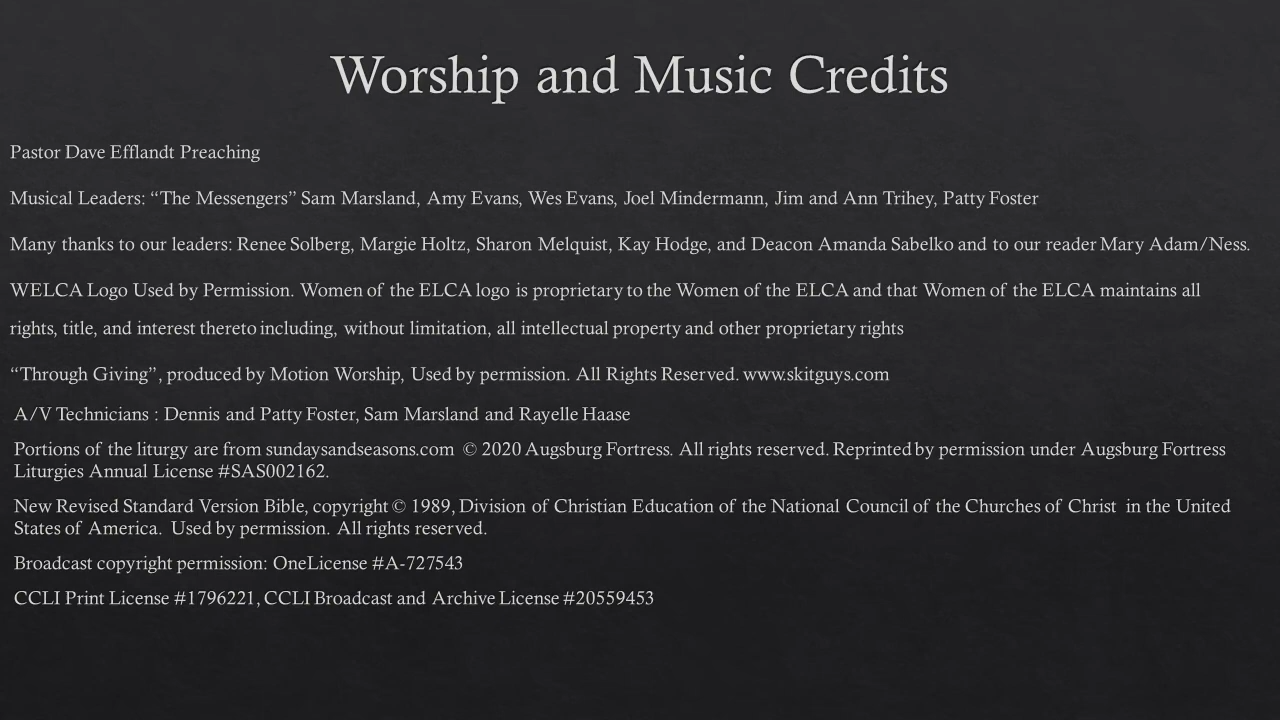 Worship and Music Credits
Pastor Dave Efflandt Preaching
Musical Leaders: “The Messengers” Sam Marsland, Amy Evans, Wes Evans, Joel Mindermann, Jim and Ann Trihey, Patty Foster
Many thanks to our leaders: Renee Solberg, Margie Holtz, Sharon Melquist, Kay Hodge, and Deacon Amanda Sabelko and to our reader Mary Adam/Ness.
WELCA Logo Used by Permission. Women of the ELCA logo is proprietary to the Women of the ELCA and that Women of the ELCA maintains all
rights, title, and interest thereto including, without limitation, all intellectual property and other proprietary rights
“Through Giving”, produced by Motion Worship, Used by permission. All Rights Reserved. www.skitguys.com
A/V Technicians : Dennis and Patty Foster, Sam Marsland and Rayelle Haase
Portions of the liturgy are from sundaysandseasons.com © 2020 Augsburg Fortress. All rights reserved. Reprinted by permission under Augsburg Fortress
Liturgies Annual License #SAS002162.
New Revised Standard Version Bible, copyright © 1989, Division of Christian Education of the National Council of the Churches of Christ in the United
States of America. Used by permission. All rights reserved.
Broadcast copyright permission: OneLicense #A-727543
CCLI Print License #1796221, CCLI Broadcast and Archive License #20559453